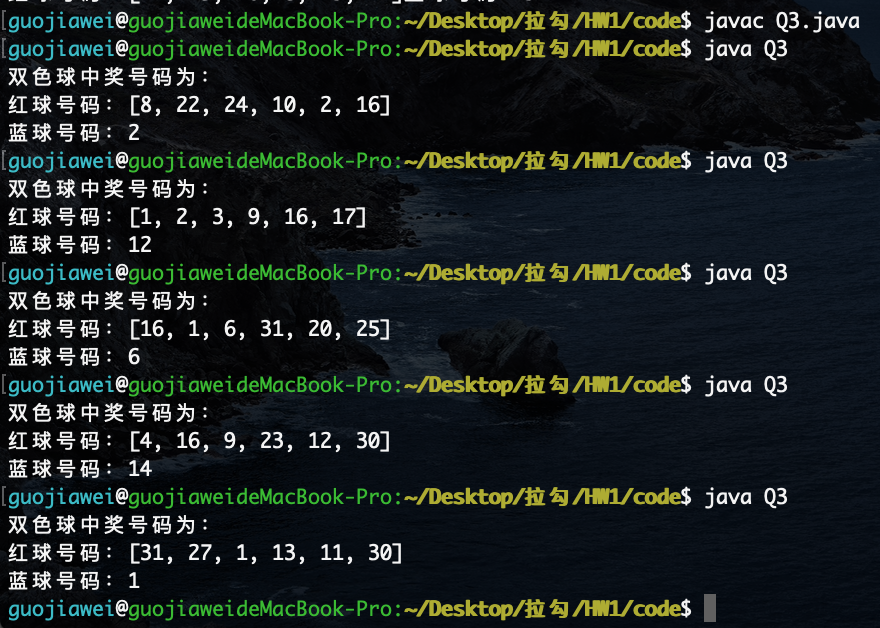 guojiawei@guojiaweideMacBook-Pro:~/Desktop/拉勾/HW1/code$ javac Q3.java
[guojiawei@guojiaweideMacBook-Pro:~/Desktop/拉勾/HW1/code$ java Q3
双色球中奖号码为：
红球号码：[8, 22, 24, 10, 2, 16]
蓝球号码：2
[guojiawei@guojiaweideMacBook-Pro:~/Desktop/拉勾/HW1/code$ java Q3
双色球中奖号码为：
红球号码：[1, 2, 3, 9, 16, 17]
蓝球号码：12
[guojiawei@guojiaweideMacBook-Pro:~/Desktop/拉勾/HW1/code$ java Q3
双色球中奖号码为：
红球号码：[16, 1, 6, 31, 20, 25]
蓝球号码：6
[guojiawei@guojiaweideMacBook-Pro:~/Desktop/拉勾/HW1/code$ java Q3
双色球中奖号码为：
红球号码：[4, 16, 9, 23, 12, 30]
蓝球号码：14
[guojiawei@guojiaweideMacBook-Pro:~/Desktop/拉勾/HW1/code$ java Q3
双色球中奖号码为：
红球号码：[31, 27, 1, 13, 11, 30]
蓝球号码：1
guojiawei@guojiaweideMacBook-Pro:~/Desktop/拉勾/HW1/code$